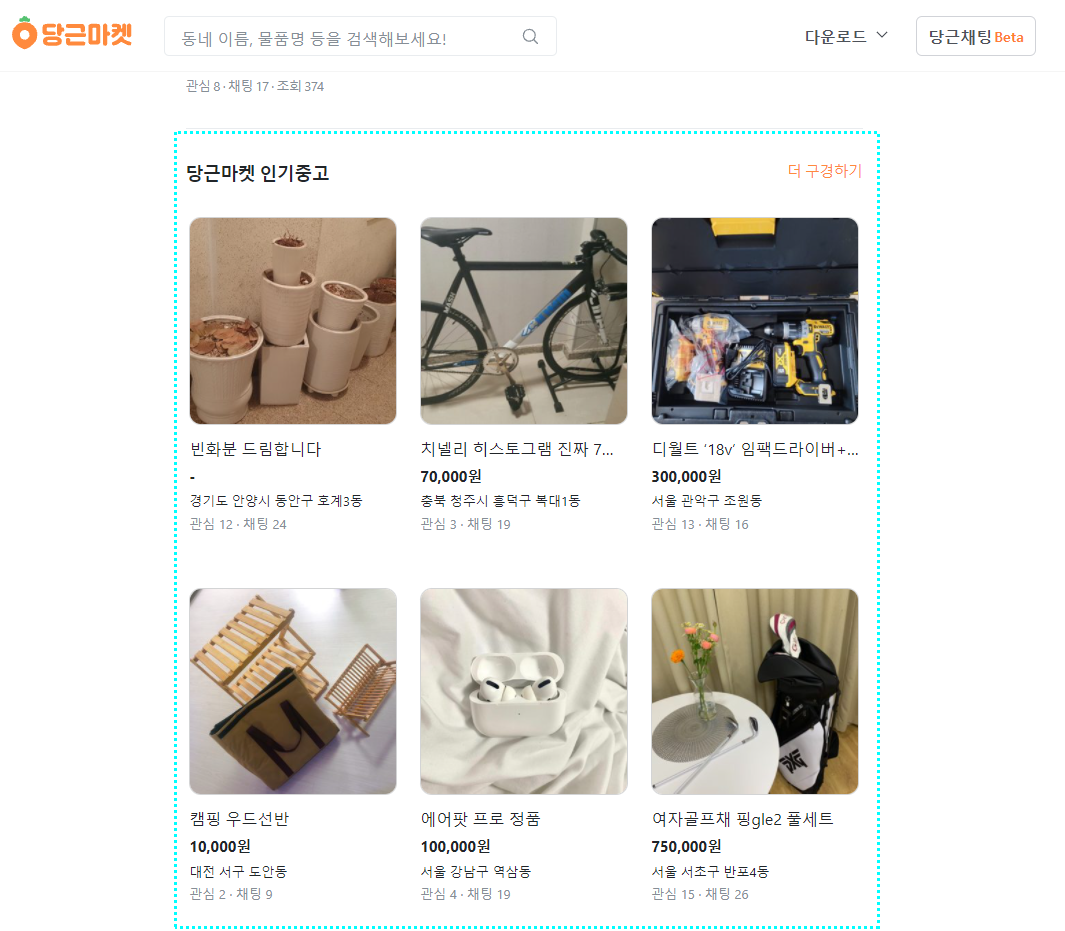 당근마켓
동네 이름, 물품명 등을 검색해보세요!
다운로드
당근채팅 Beta
관심 8 ∙ 채팅 17 ∙ 조회 374
당근마켓 인기중고
더 구경하기
빈화분 드림합니다
-
경기도 안양시 동안구 호계3동
관심 12 ∙ 채팅 24
치넬리 히스토그램 진짜 7...
70,000원
충북 청주시 흥덕구 복대1동
관심 3 ∙ 채팅 19
디월트 ‘18v’ 임팩드라이버+...
300,000원
서울 관악구 조원동
관심 13 ∙ 채팅 16
캠핑 우드선반
10,000원
대전 서구 도안동
관심 2 ∙ 채팅 9
에어팟 프로 정품
100,000원
서울 강남구 역삼동
관심 4 ∙ 채팅 19
PXG
여자골프채 핑gle2 풀세트
750,000원
서울 서초구 반포4동
관심 15 ∙ 채팅 26